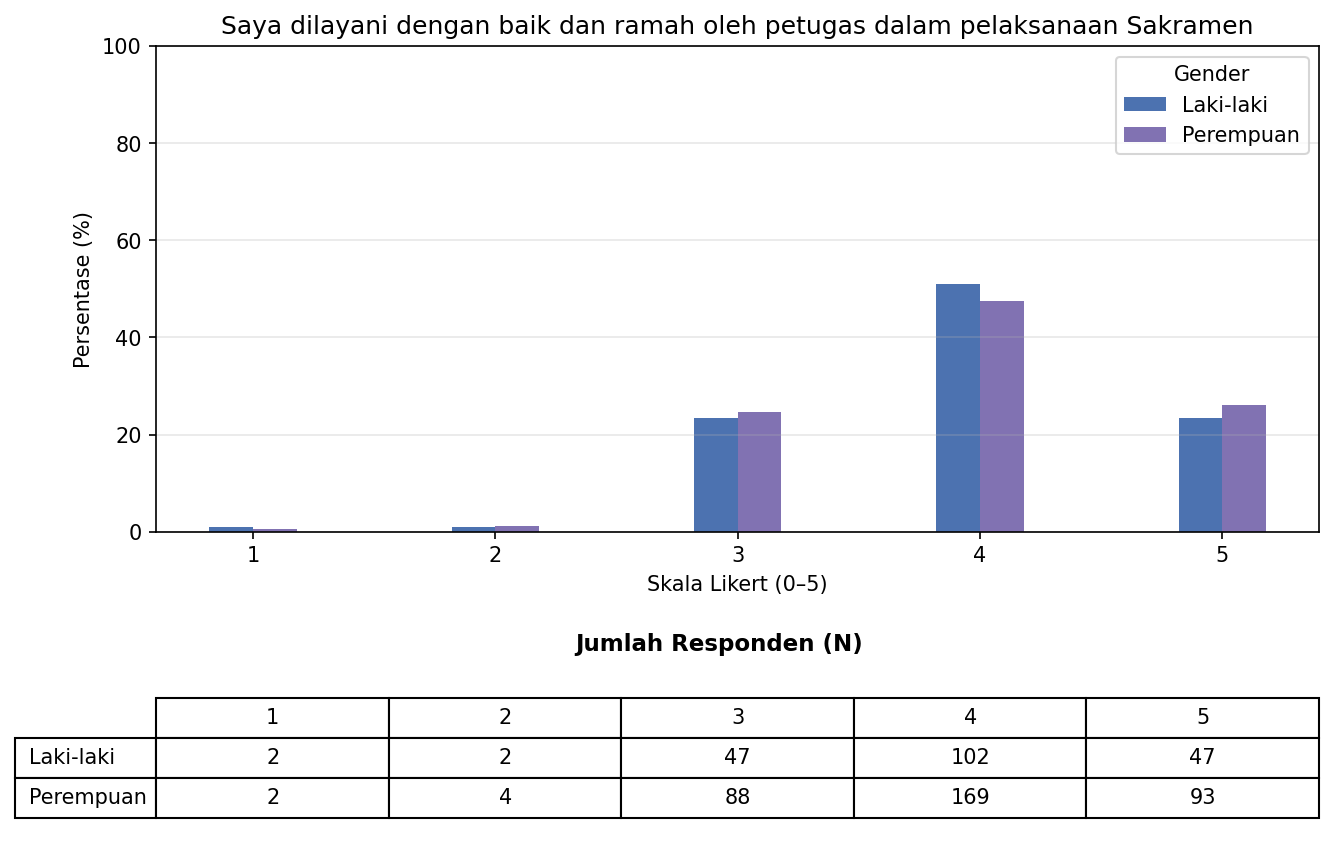 Saya dilayani dengan baik dan ramah oleh petugas dalam pelaksanaan Sakramen
Gender
Laki-laki
Perempuan
Persentase (%)
100
80
60
40
20
0
1 2 3 4 5
Skala Likert (0–5)
Jumlah Responden (N)
1 2 3 4 5
Laki-laki 2 2 47 102 47
Perempuan 2 4 88 169 93